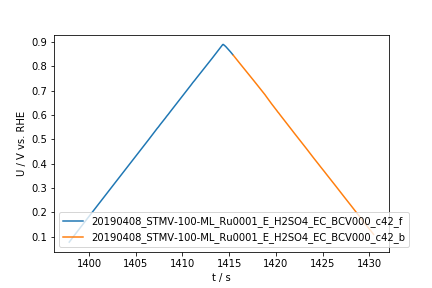 0.9
0.8
0.7
0.6
0.5
0.4
0.3
0.2
0.1
U / V vs. RHE
20190408_STMV-100-ML_Ru0001_E_H2SO4_EC_BCV000_c42_f
20190408_STMV-100-ML_Ru0001_E_H2SO4_EC_BCV000_c42_b
1400 1405 1410 1415 1420 1425 1430
t / s